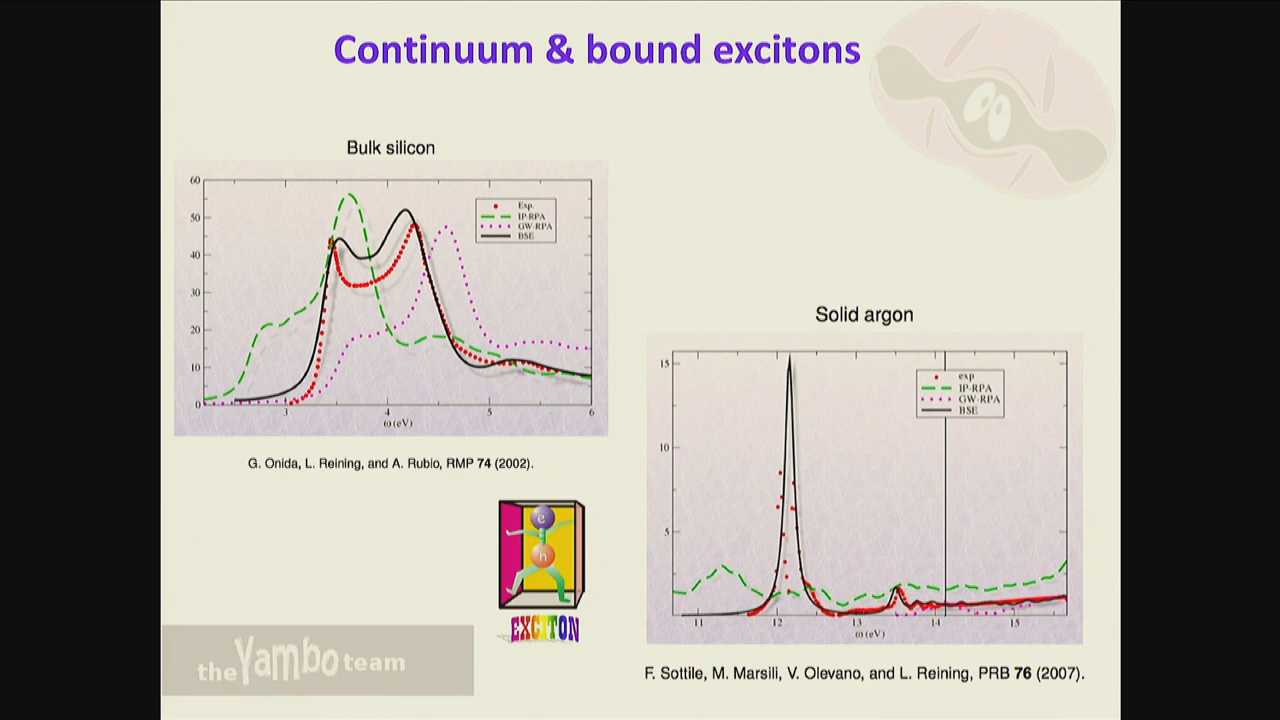 Continuum & bound excitons
Bulk silicon
60
50
40
30
20
10
0
3
4
5
6
ω (eV)
Exp.
IP-RPA
GW-RPA
BSE
G. Onida, L. Reining, and A. Rubio, RMP 74 (2002).
Solid argon
15
10
5
11
12
13
14
15
ω (eV)
exp
IP-RPA
GW-RPA
BSE
F. Sottile, M. Marsili, V. Olevano, and L. Reining, PRB 76 (2007).
e
h
EXCITON
the Yambo team